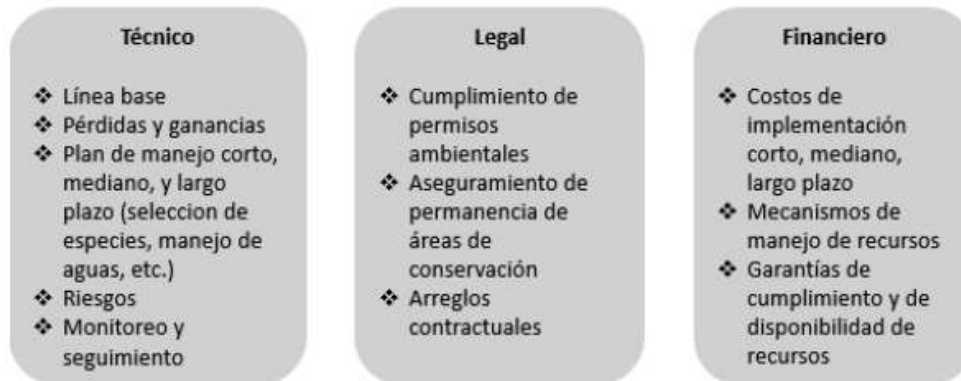 Técnico
❖ Línea base
❖ Pérdidas y ganancias
❖ Plan de manejo corto,
mediano, y largo
plazo (seleccion de
especies, manejo de
aguas, etc.)
❖ Riesgos
❖ Monitoreo y
seguimiento
Legal
❖ Cumplimiento de
permisos
ambientales
❖ Aseguramiento de
permanencia de
áreas de
conservación
❖ Arreglos
contractuales
Financiero
❖ Costos de
implementación
corto, mediano,
largo plazo
❖ Mecanismos de
manejo de recursos
❖ Garantías de
cumplimiento y de
disponibilidad de
recursos